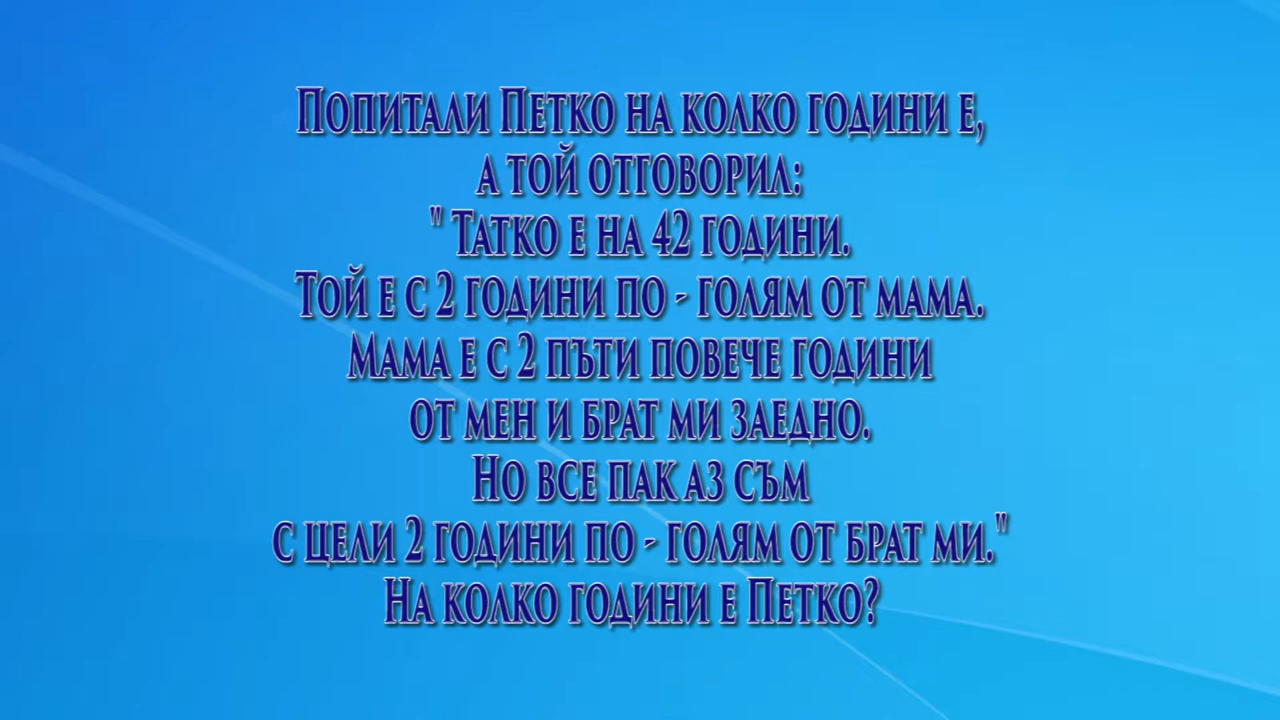 Попитали Петко на колко години е,
а той отговорил:
" Татко е на 42 години.
Той е с 2 години по - голям от мама.
Мама е с 2 пъти повече години
от мен и брат ми заедно.
Но все пак аз съм
с цели 2 години по - голям от брат ми."
На колко години е Петко?